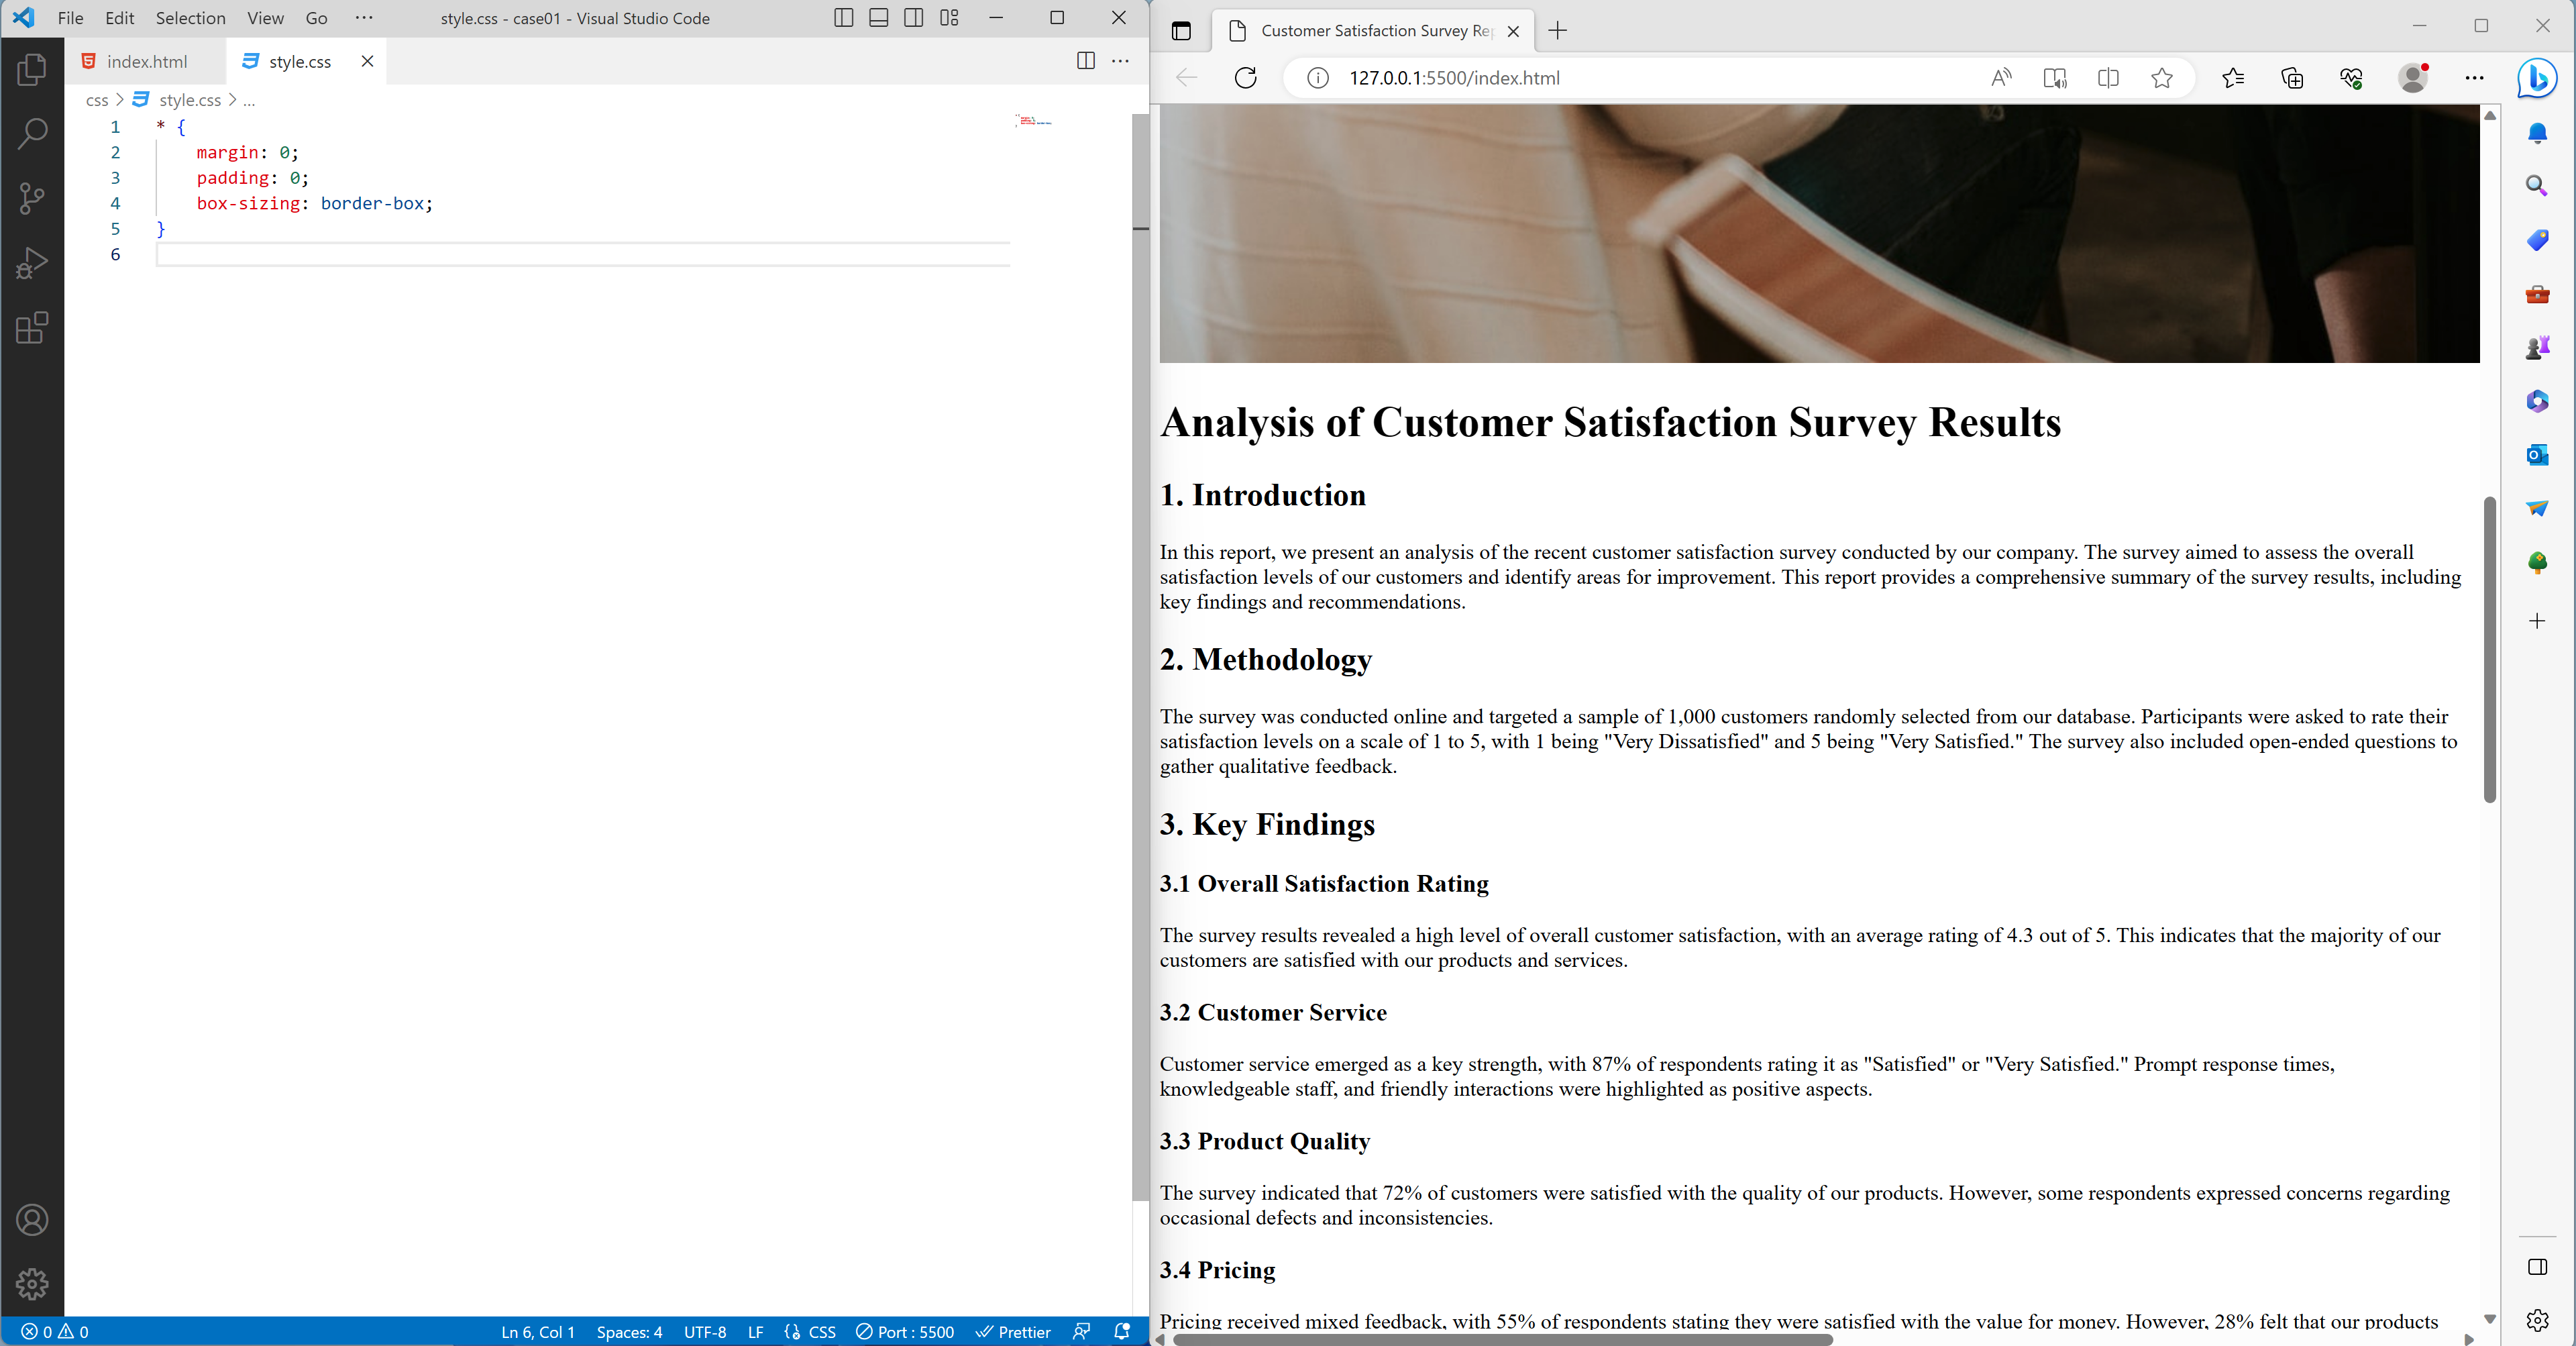 File Edit Selection View Go ··· style.css - case01 - Visual Studio Code
index.html style.css
css > style.css > ...
1 * {
2 margin: 0;
3 padding: 0;
4 box-sizing: border-box;
5 }
6
0 0 Ln 6, Col 1 Spaces: 4 UTF-8 LF CSS Port : 5500 Prettier
Customer Satisfaction Survey Re
127.0.0.1:5500/index.html
Analysis of Customer Satisfaction Survey Results
1. Introduction
In this report, we present an analysis of the recent customer satisfaction survey conducted by our company. The survey aimed to assess the overall
satisfaction levels of our customers and identify areas for improvement. This report provides a comprehensive summary of the survey results, including
key findings and recommendations.
2. Methodology
The survey was conducted online and targeted a sample of 1,000 customers randomly selected from our database. Participants were asked to rate their
satisfaction levels on a scale of 1 to 5, with 1 being "Very Dissatisfied" and 5 being "Very Satisfied." The survey also included open-ended questions to
gather qualitative feedback.
3. Key Findings
3.1 Overall Satisfaction Rating
The survey results revealed a high level of overall customer satisfaction, with an average rating of 4.3 out of 5. This indicates that the majority of our
customers are satisfied with our products and services.
3.2 Customer Service
Customer service emerged as a key strength, with 87% of respondents rating it as "Satisfied" or "Very Satisfied." Prompt response times,
knowledgeable staff, and friendly interactions were highlighted as positive aspects.
3.3 Product Quality
The survey indicated that 72% of customers were satisfied with the quality of our products. However, some respondents expressed concerns regarding
occasional defects and inconsistencies.
3.4 Pricing
Pricing received mixed feedback, with 55% of respondents stating they were satisfied with the value for money. However, 28% felt that our products